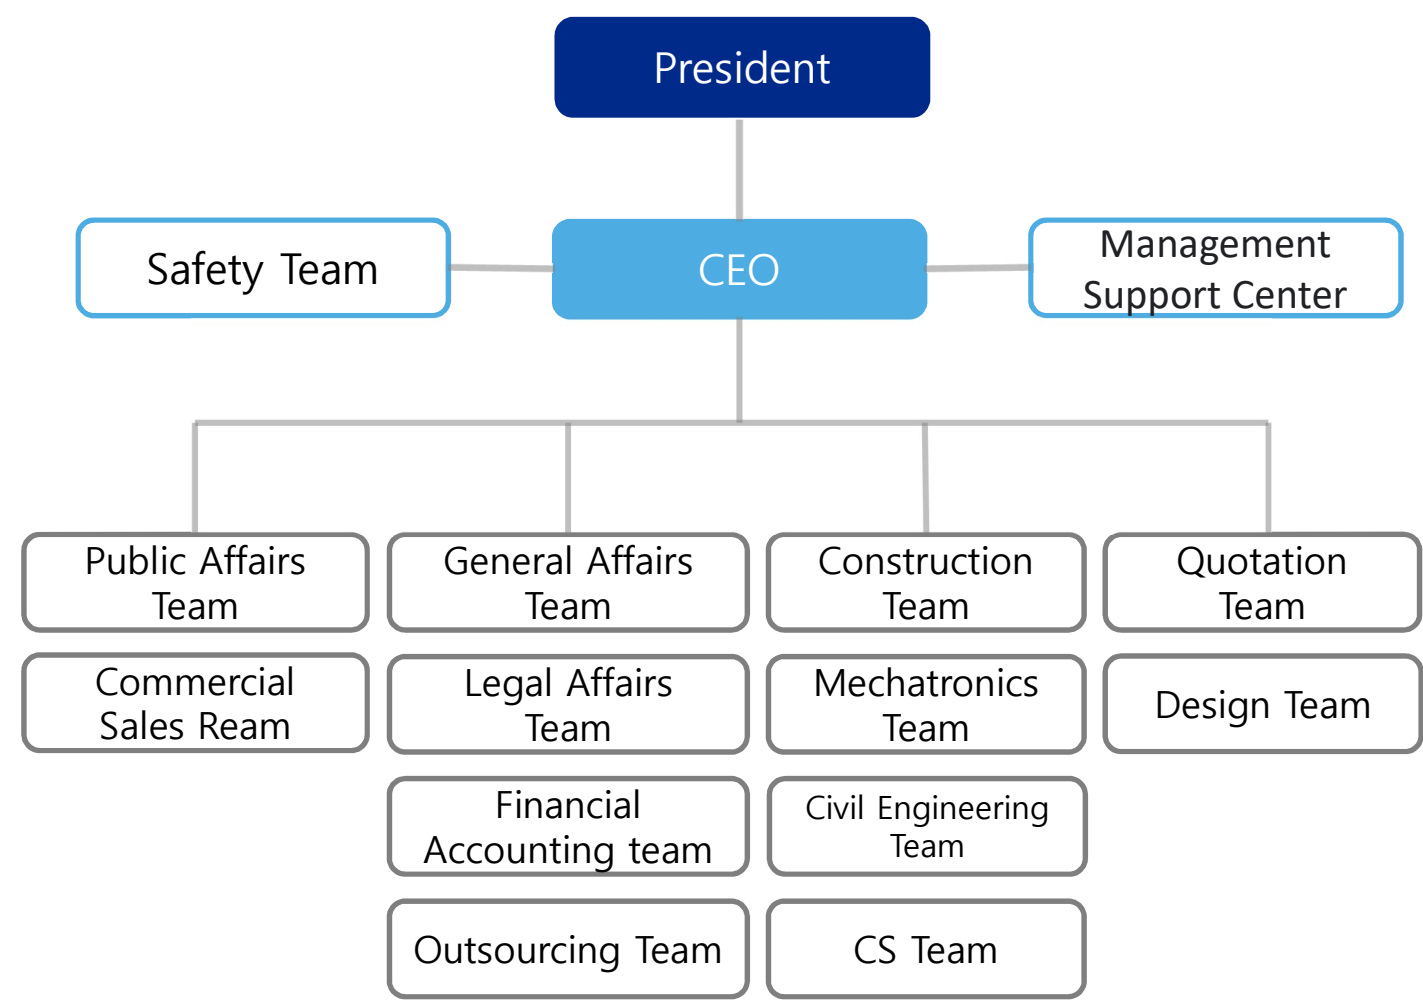 President
Safety Team
CEO
Management
Support Center
Public Affairs
Team
General Affairs
Team
Construction
Team
Quotation
Team
Commercial
Sales Ream
Legal Affairs
Team
Mechatronics
Team
Design Team
Financial
Accounting team
Civil Engineering
Team
Outsourcing Team
CS Team